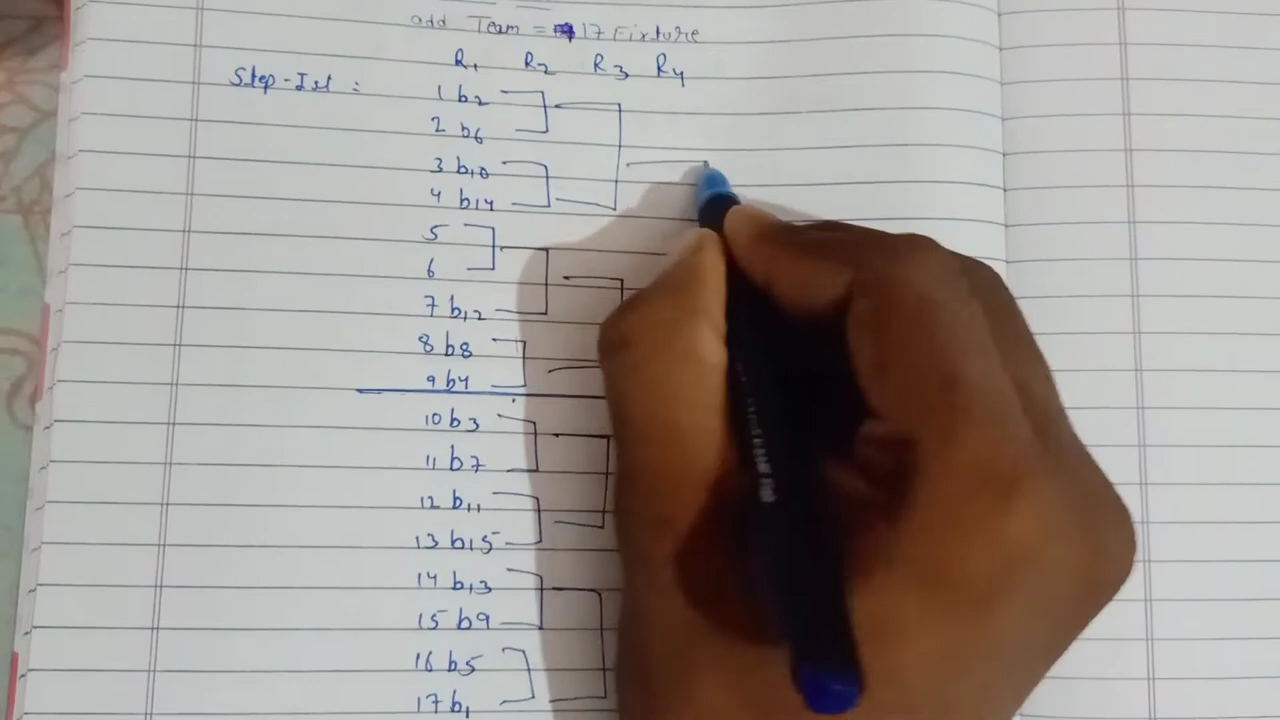 add Team = 17 Fixture
R1 R2 R3 R4
Step-Ist :
1 b2
2 b6
3 b10
4 b14
5
6
7 b12
8 b8
9 b4
10 b3
11 b7
12 b11
13 b15
14 b13
15 b9
16 b5
17 b1